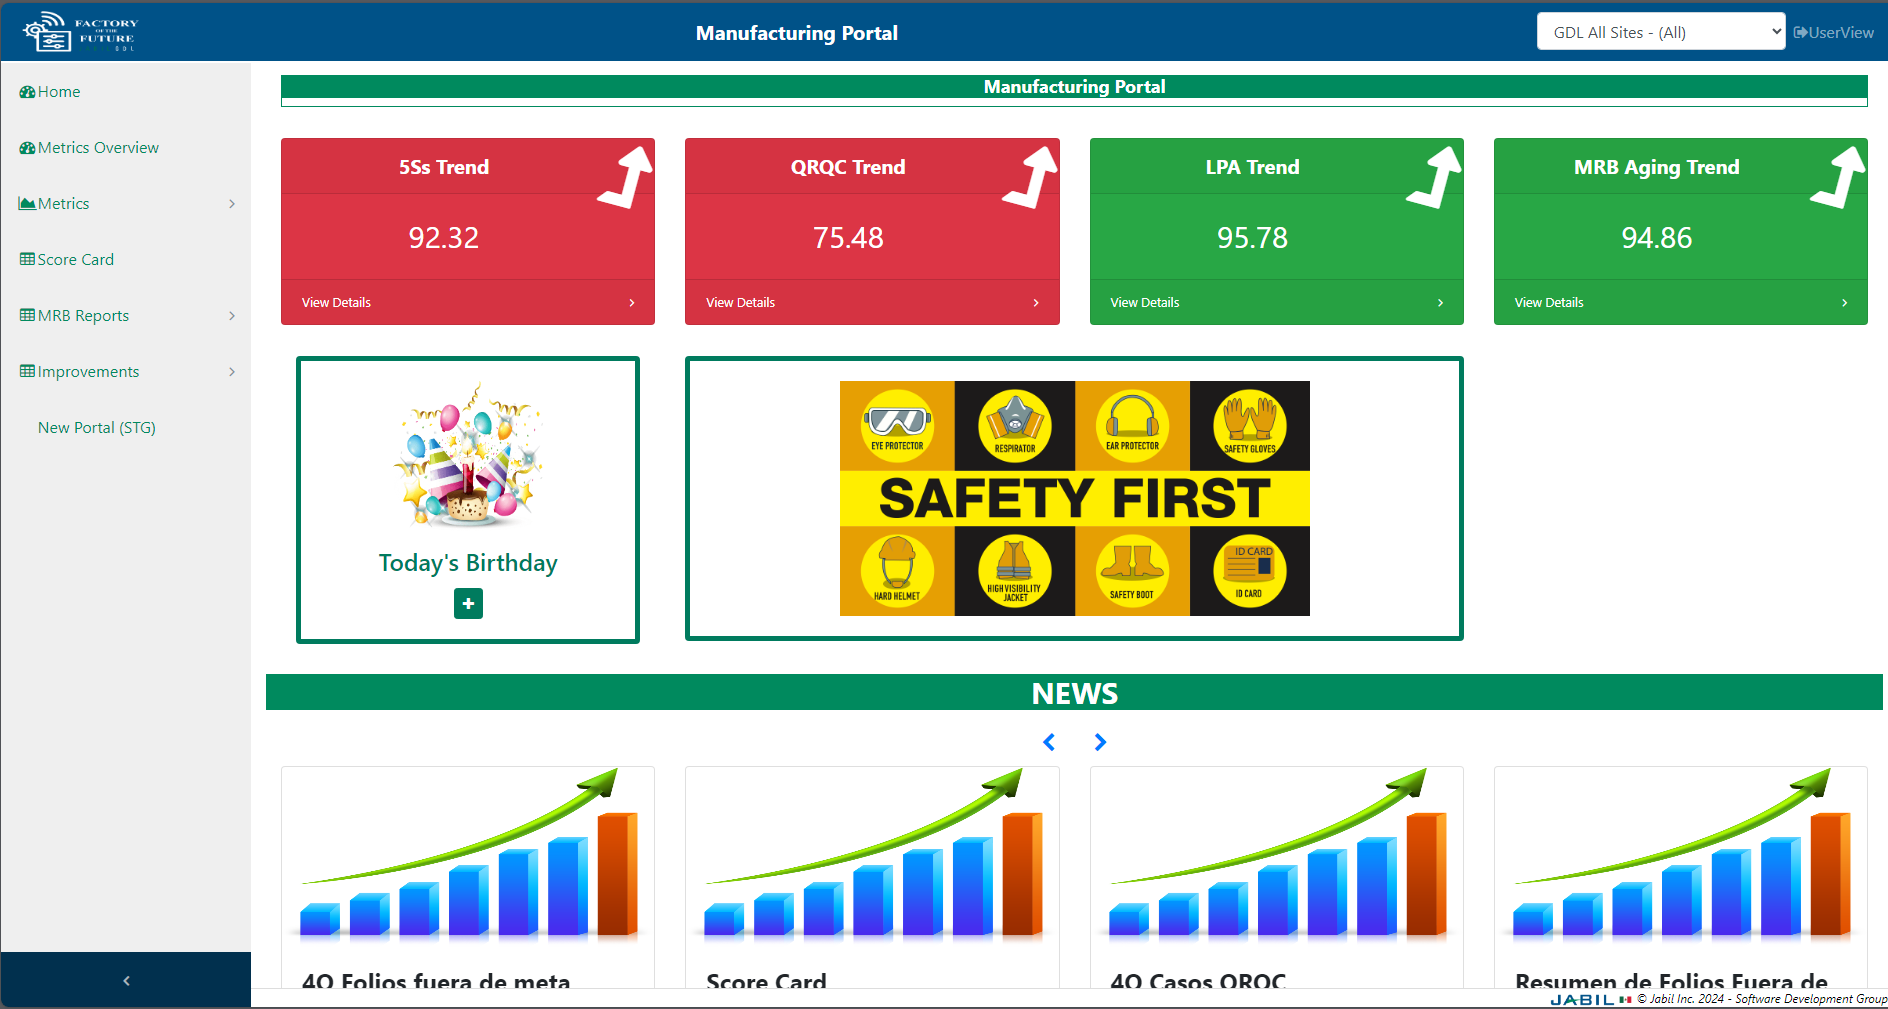 FACTORY
OF THE
FUTURE
GDL
Manufacturing Portal
GDL All Sites - (All)
UserView
Home
Metrics Overview
Metrics
Score Card
MRB Reports
Improvements
New Portal (STG)
Manufacturing Portal
5Ss Trend
92.32
View Details
QRQC Trend
75.48
View Details
LPA Trend
95.78
View Details
MRB Aging Trend
94.86
View Details
Today's Birthday
EYE PROTECTOR
RESPIRATOR
EAR PROTECTOR
SAFETY GLOVES
SAFETY FIRST
HARD HELMET
HIGH VISIBILITY
JACKET
SAFETY BOOT
ID CARD
ID CARD
NEWS
4Q Folios fuera de meta
Score Card
4Q Casos QRQC
Resumen de Folios Fuera de
JABIL © Jabil Inc. 2024 - Software Development Group